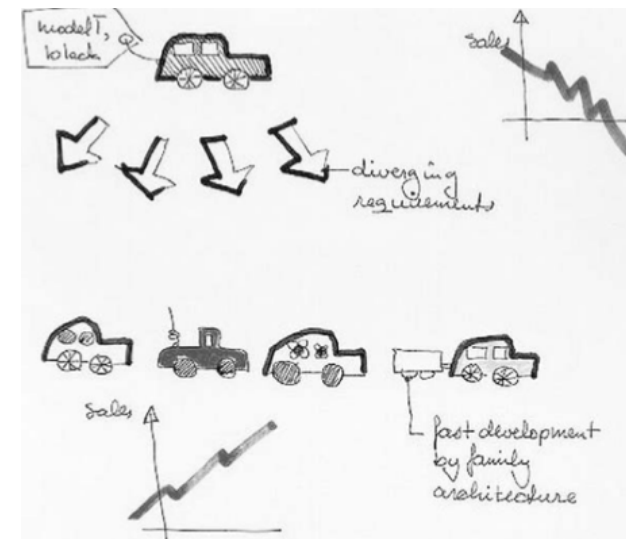 model T,
black
sales
diverging
requirements
sales
fast development
by family
architecture